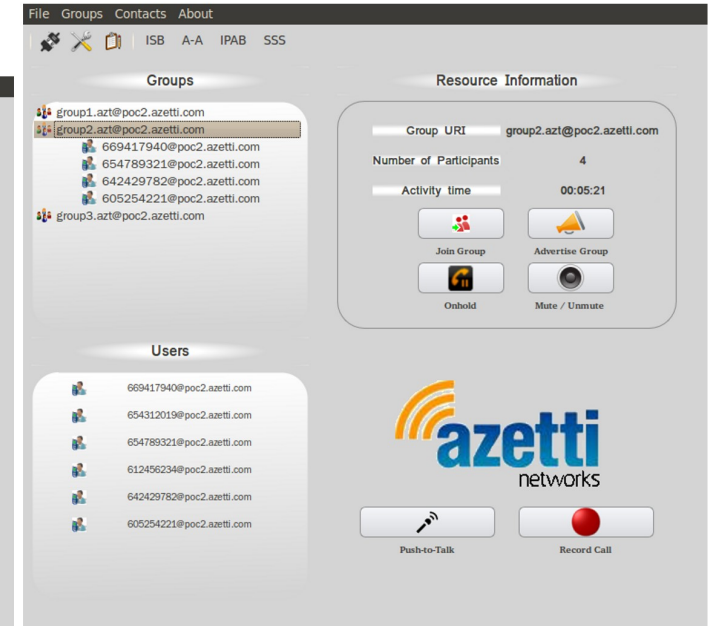 File Groups Contacts About
ISB A-A IPAB SSS
Groups
group1.azt@poc2.azetti.com
group2.azt@poc2.azetti.com
669417940@poc2.azetti.com
654789321@poc2.azetti.com
642429782@poc2.azetti.com
605254221@poc2.azetti.com
group3.azt@poc2.azetti.com
Resource Information
Group URI group2.azt@poc2.azetti.com
Number of Participants 4
Activity time 00:05:21
Join Group Advertise Group
Onhold Mute / Unmute
Users
669417940@poc2.azetti.com
654312019@poc2.azetti.com
654789321@poc2.azetti.com
612456234@poc2.azetti.com
642429782@poc2.azetti.com
605254221@poc2.azetti.com
azetti
networks
Push-to-Talk Record Call